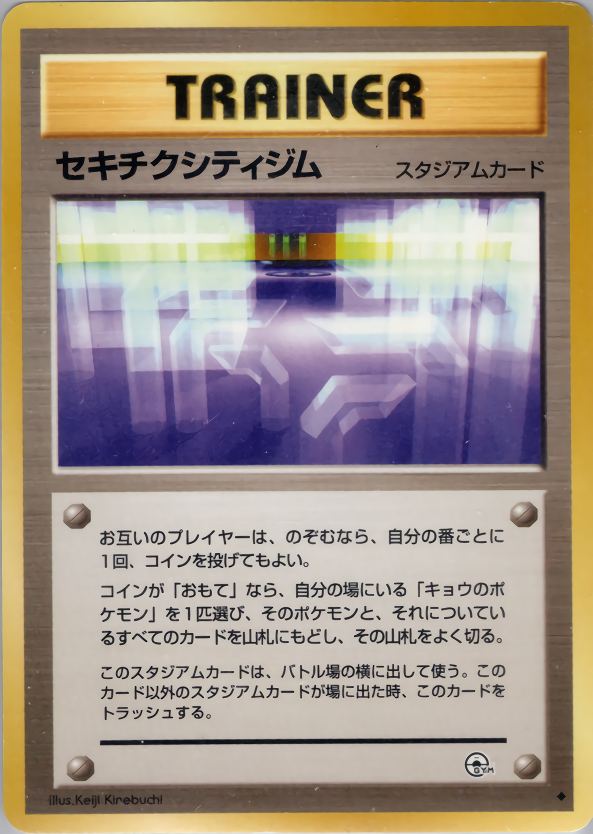 TRAINER
セキチクシティジム
スタジアムカード
お互いのプレイヤーは、のぞむなら、自分の番ごとに
1回、コインを投げてもよい。
コインが「おもて」なら、自分の場にいる「キョウのポ
ケモン」を1匹選び、そのポケモンと、それについてい
るすべてのカードを山札にもどし、その山札をよく切る。
このスタジアムカードは、バトル場の横に出して使う。この
カード以外のスタジアムカードが場に出た時、このカードを
トラッシュする。
GYM
illus.Keiji Kinebuchi